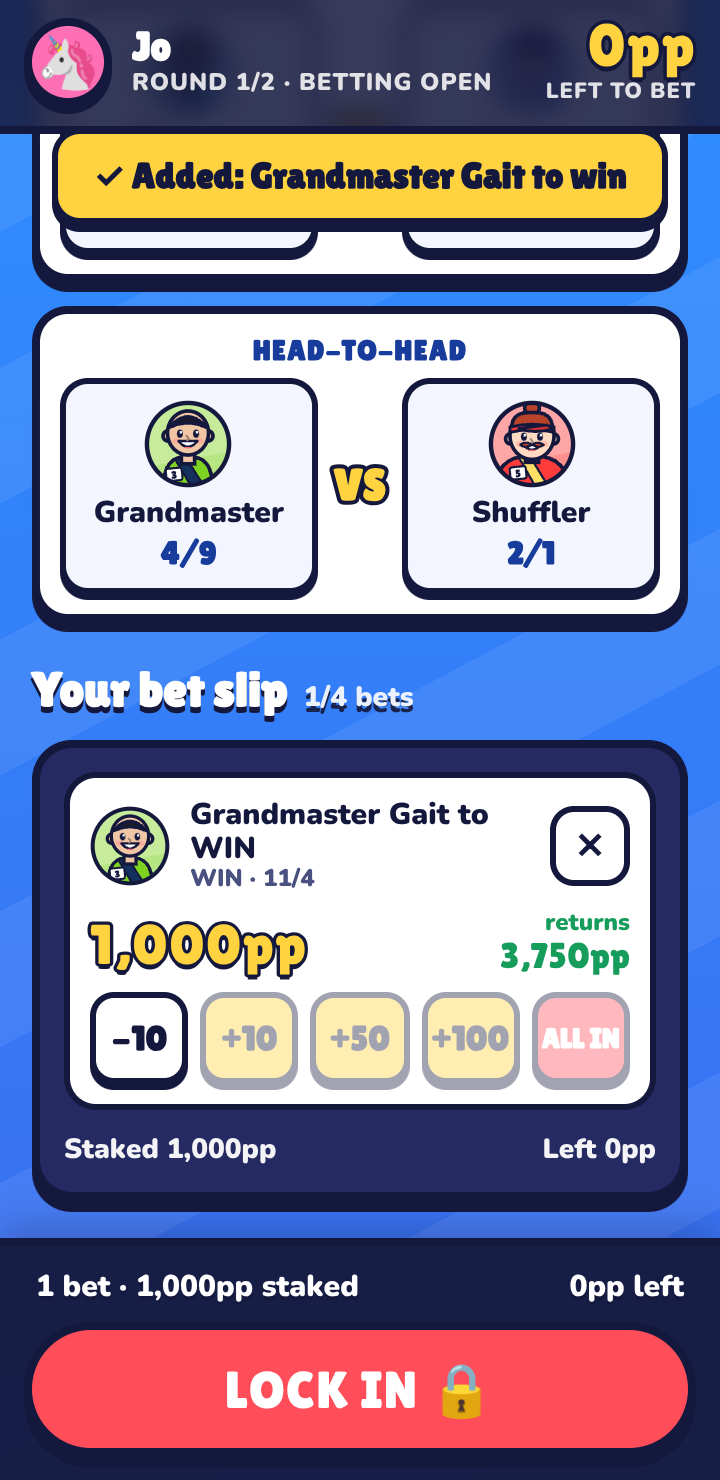 Jo
ROUND 1/2 · BETTING OPEN
0pp
LEFT TO BET
✓ Added: Grandmaster Gait to win
HEAD-TO-HEAD
3
Grandmaster
4/9
VS
5
Shuffler
2/1
Your bet slip 1/4 bets
3
Grandmaster Gait to
WIN
WIN · 11/4
✕
1,000pp
returns
3,750pp
-10
+10
+50
+100
ALL IN
Staked 1,000pp
Left 0pp
1 bet · 1,000pp staked
0pp left
LOCK IN 🔒